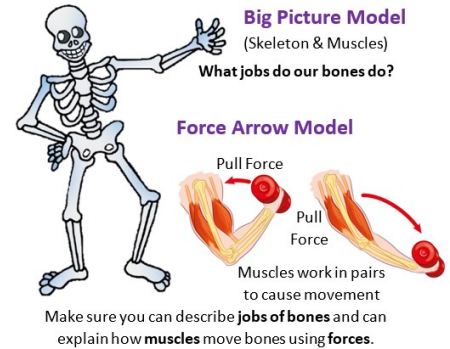 Big Picture Model
(Skeleton & Muscles)
What jobs do our bones do?
Force Arrow Model
Pull Force
Pull
Force
Muscles work in pairs
to cause movement
Make sure you can describe jobs of bones and can
explain how muscles move bones using forces.